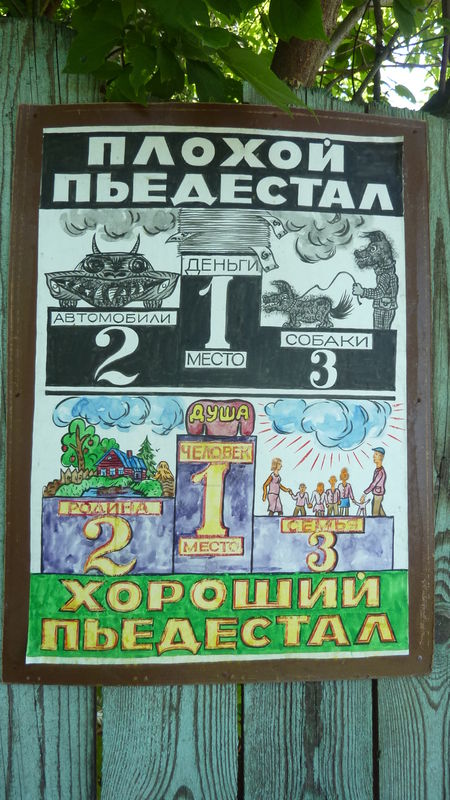 ПЛОХОЙ
ПЬЕДЕСТАЛ
ДЕНЬГИ
1
МЕСТО
АВТОМОБИЛИ
2
СОБАКИ
3
ДУША
ЧЕЛОВЕК
1
МЕСТО
РОДИНА
2
СЕМЬЯ
3
ХОРОШИЙ
ПЬЕДЕСТАЛ